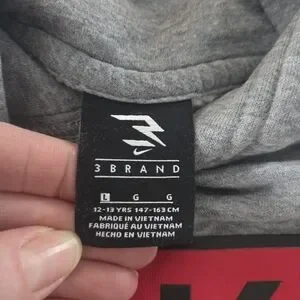 3BRAND
L G G
12-13 YRS 147-163 CM
MADE IN VIETNAM
FABRIQUÉ AU VIETNAM
HECHO EN VIETNAM